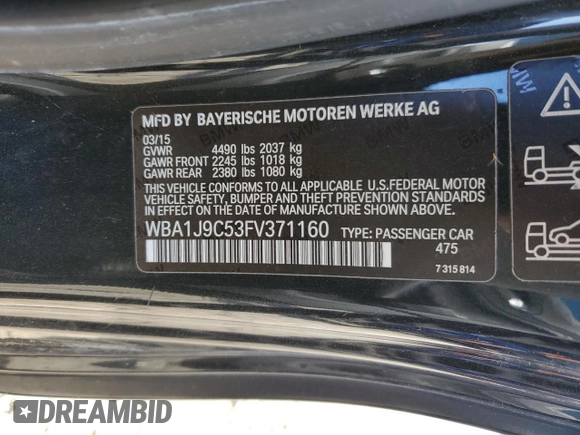 MFD BY BAYERISCHE MOTOREN WERKE AG
03/15
GVWR 4490 lbs 2037 kg
GAWR FRONT 2245 lbs 1018 kg
GAWR REAR 2380 lbs 1080 kg
THIS VEHICLE CONFORMS TO ALL APPLICABLE U.S.FEDERAL MOTOR
VEHICLE SAFETY, BUMPER, AND THEFT PREVENTION STANDARDS
IN EFFECT ON THE DATE OF MANUFACTURE SHOWN ABOVE.
WBA1J9C53FV371160 TYPE: PASSENGER CAR
475
7 315 814
DREAMBID